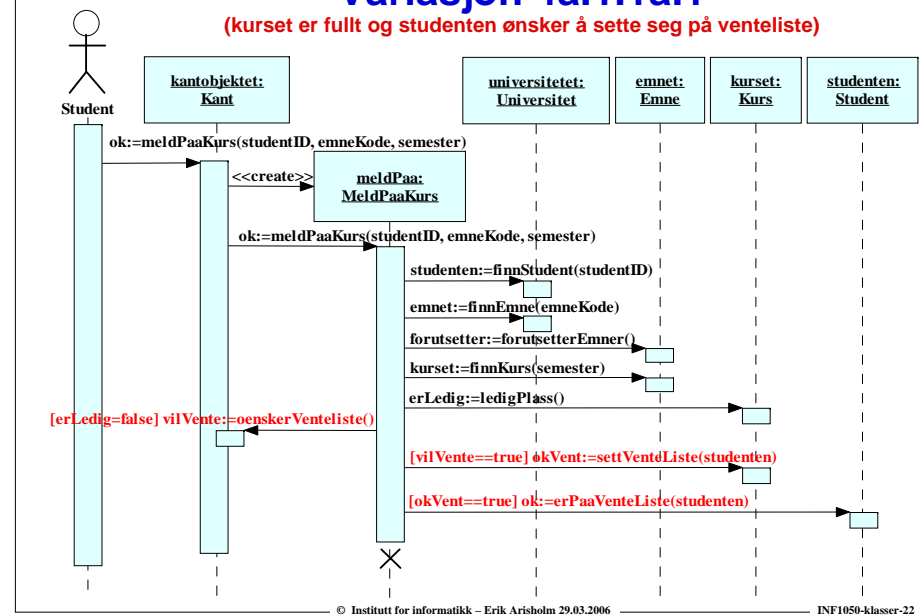 (kurset er fullt og studenten ønsker å sette seg på venteliste)
Student
kantobjektet:
Kant
universitetet:
Universitet
emnet:
Emne
kurset:
Kurs
studenten:
Student
ok:=meldPaaKurs(studentID, emneKode, semester)
<<create>>
meldPaa:
MeldPaaKurs
ok:=meldPaaKurs(studentID, emneKode, semester)
studenten:=finnStudent(studentID)
emnet:=finnEmne(emneKode)
forutsetter:=forutsetterEmner()
kurset:=finnKurs(semester)
erLedig:=ledigPlass()
[erLedig=false] vilVente:=oenskerVenteliste()
[vilVente==true] okVent:=settVenteListe(studenten)
[okVent==true] ok:=erPaaVenteListe(studenten)
© Institutt for informatikk – Erik Arisholm 29.03.2006
INF1050-klasser-22